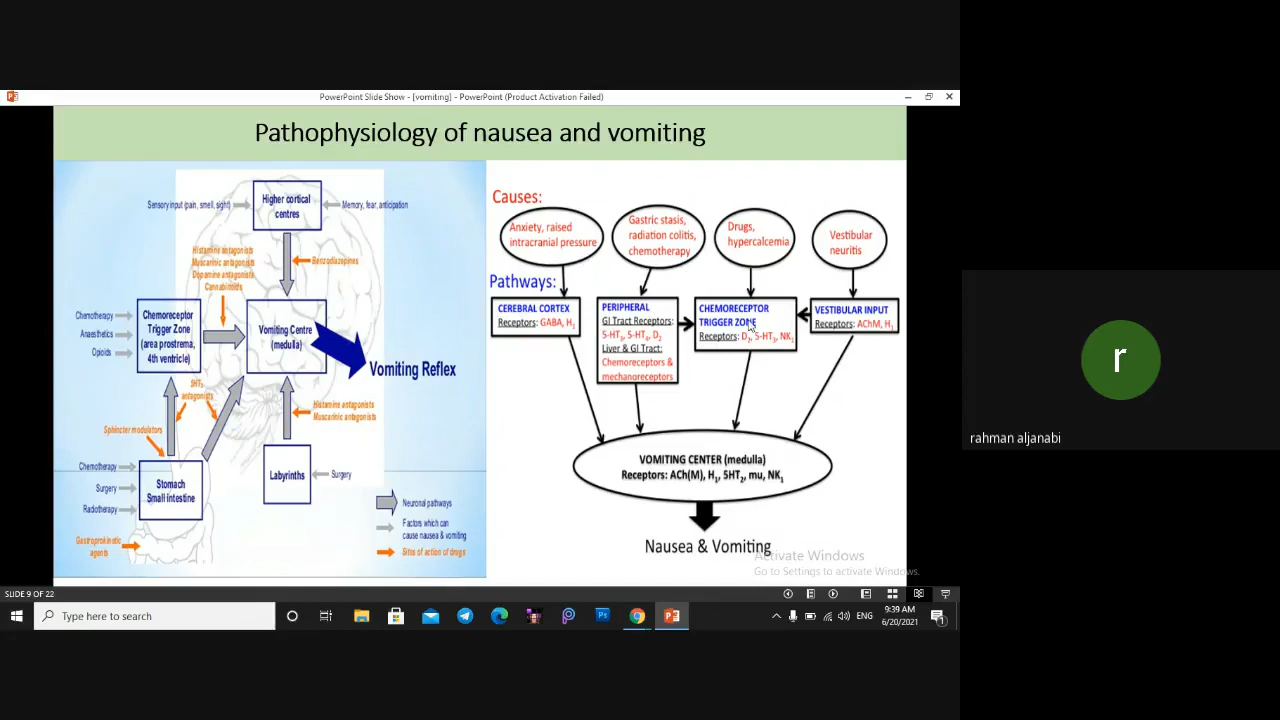 PowerPoint Slide Show - [vomiting] - PowerPoint (Product Activation Failed)
Pathophysiology of nausea and vomiting
Higher cortical
centres
Sensory input (pain, smell, sight)
Memory, fear, anticipation
Histamine antagonists
Muscarinic antagonists
Dopamine antagonists
Cannabinoids
Benzodiazepines
Chemotherapy
Anaesthetics
Opioids
Chemoreceptor
Trigger Zone
(area prostrema,
4th ventricle)
Vomiting Centre
(medulla)
Vomiting Reflex
5HT3
antagonists
Sphincter modulators
Histamine antagonists
Muscarinic antagonists
Chemotherapy
Surgery
Radiotherapy
Stomach
Small intestine
Labyrinths
Surgery
Gastroprokinetic
agents
Neuronal pathways
Factors which can
cause nausea & vomiting
Sites of action of drugs
Causes:
Anxiety, raised
intracranial pressure
Gastric stasis,
radiation colitis,
chemotherapy
Drugs,
hypercalcemia
Vestibular
neuritis
Pathways:
CEREBRAL CORTEX
Receptors: GABA, H1
PERIPHERAL
GI Tract Receptors:
5-HT3, 5-HT4, D2
Liver & GI Tract:
Chemoreceptors &
mechanoreceptors
CHEMORECEPTOR
TRIGGER ZONE
Receptors: D2, 5-HT3, NK1
VESTIBULAR INPUT
Receptors: AChM, H1
VOMITING CENTER (medulla)
Receptors: ACh(M), H1, 5HT2, mu, NK1
Nausea & Vomiting
Activate Windows
Go to Settings to activate Windows.
SLIDE 9 OF 22
Type here to search
Ps
ENG
9:39 AM
6/20/2021
1
r
rahman aljanabi